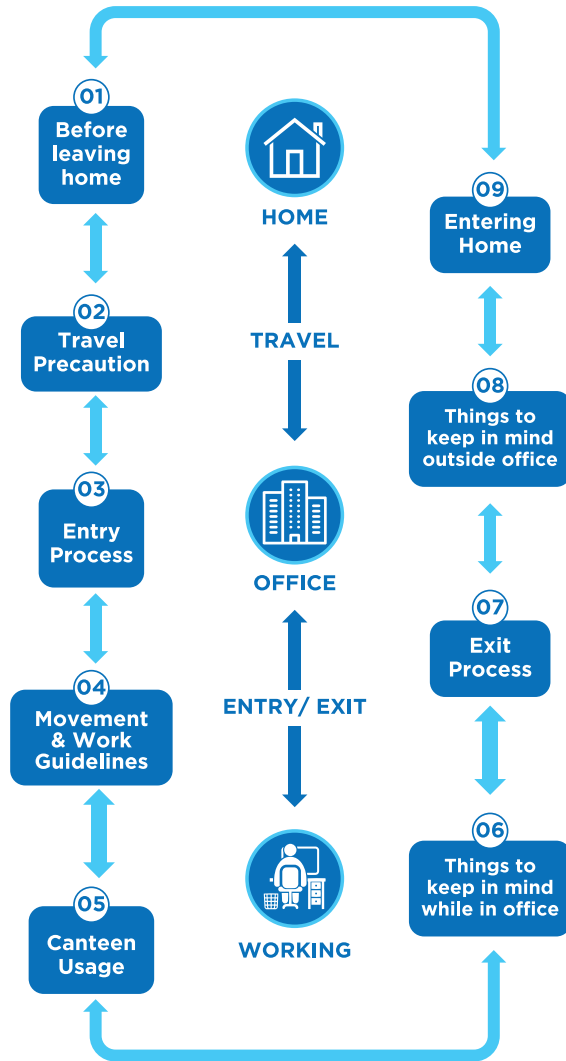 01
Before
leaving
home
02
Travel
Precaution
03
Entry
Process
04
Movement
& Work
Guidelines
05
Canteen
Usage
HOME
TRAVEL
OFFICE
ENTRY/ EXIT
WORKING
09
Entering
Home
08
Things to
keep in mind
outside office
07
Exit
Process
06
Things to
keep in mind
while in office